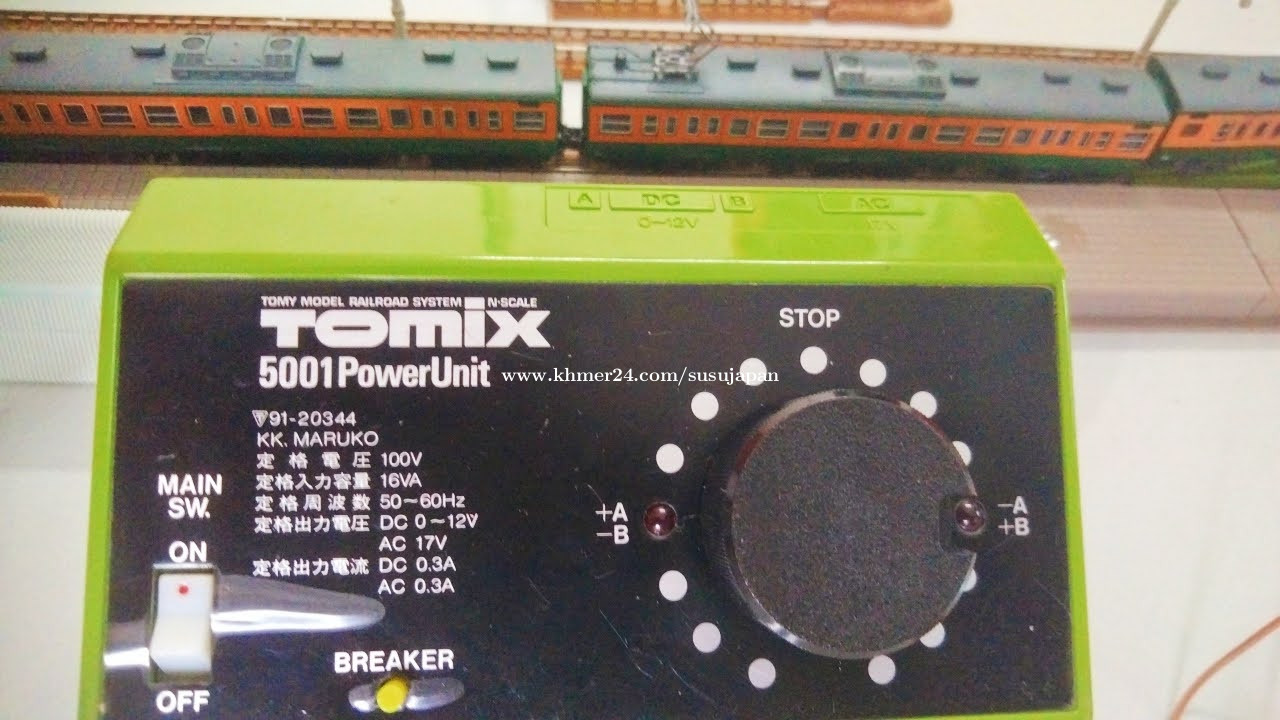 A DC B AC
0~12V 17V
TOMY MODEL RAILROAD SYSTEM N-SCALE
TOMIX
5001 PowerUnit
www.khmer24.com/susujapan
91-20344
KK. MARUKO
定格電圧 100V
定格入力容量 16VA
定格周波数 50~60Hz
定格出力電圧 DC 0~12V
AC 17V
定格出力電流 DC 0.3A
AC 0.3A
MAIN
SW.
ON
OFF
BREAKER
STOP
+A
-B
-A
+B